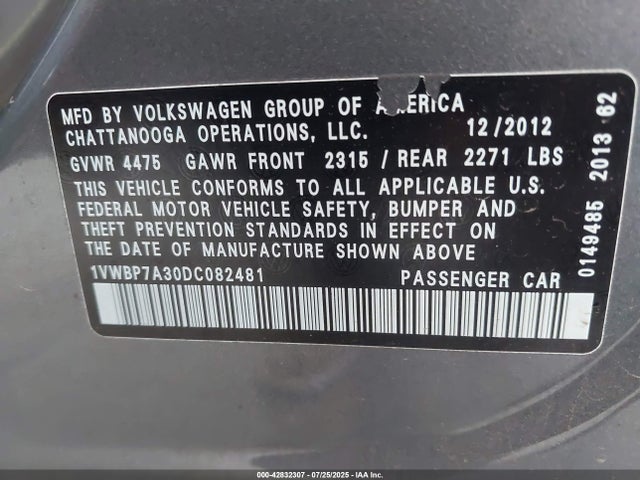 MFD BY VOLKSWAGEN GROUP OF AMERICA
CHATTANOOGA OPERATIONS, LLC. 12/2012
GVWR 4475 GAWR FRONT 2315/REAR 2271 LBS
THIS VEHICLE CONFORMS TO ALL APPLICABLE U.S.
FEDERAL MOTOR VEHICLE SAFETY, BUMPER AND
THEFT PREVENTION STANDARDS IN EFFECT ON
THE DATE OF MANUFACTURE SHOWN ABOVE
1VWBP7A30DC082481 PASSENGER CAR
0149485 2013 62
000-42832307 - 07/25/2025 - IAA, Inc.